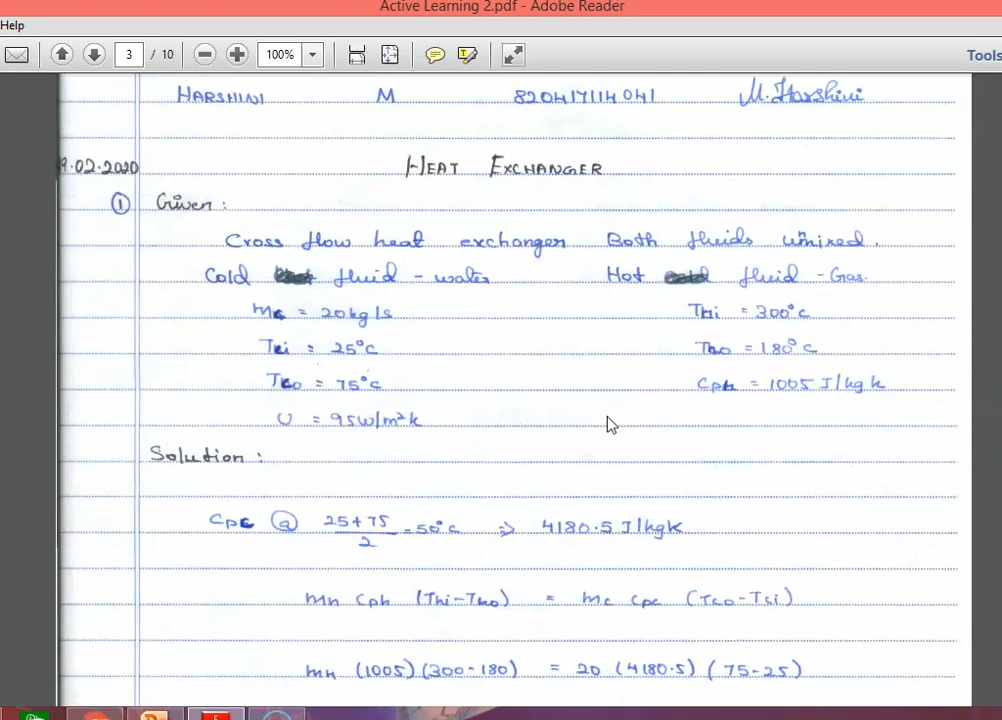 Active Learning 2.pdf - Adobe Reader
Help
3 / 10 100% Tools
HARSHINI M 820417114041 M. Harshini
9.02.2020 HEAT EXCHANGER
① Given :
Cross flow heat exchanger Both fluids unmixed.
Cold fluid - water Hot fluid - Gas.
mc = 20kg/s Thi = 300°c
Tci = 25°c Tho = 180°c
Tco = 75°c Cph = 1005 J/kg k
U = 95w/m²k
Solution :
Cpc @ 25+75/2 = 50°c => 4180.5 J/kgK
mh Cph (Thi-Tho) = mc Cpc (Tco-Tci)
mh (1005) (300-180) = 20 (4180.5) (75-25)